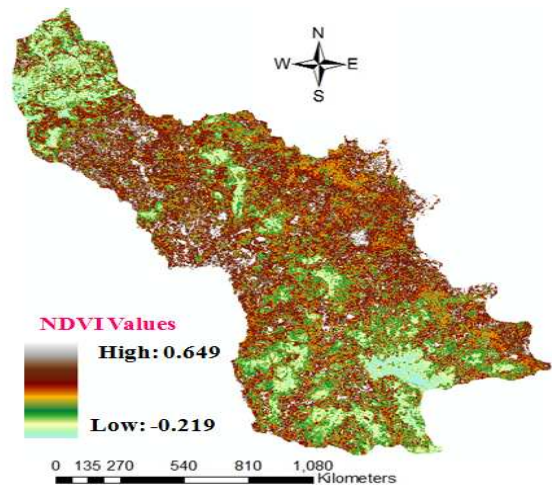 N
W E
S
NDVI Values
High: 0.649
Low: -0.219
0 135 270 540 810 1,080
Kilometers